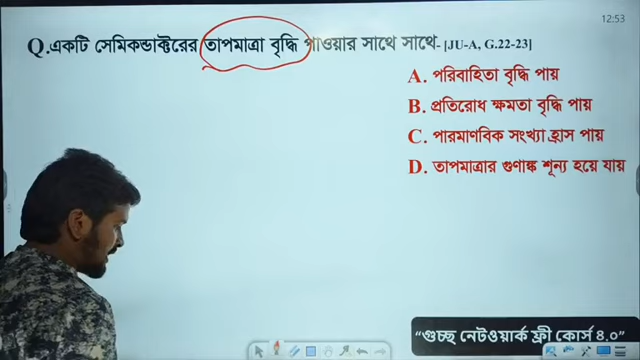 12:53
Q.একটি সেমিকন্ডাক্টরের তাপমাত্রা বৃদ্ধি পাওয়ার সাথে সাথে- [JU-A, G.22-23]
A. পরিবাহিতা বৃদ্ধি পায়
B. প্রতিরোধ ক্ষমতা বৃদ্ধি পায়
C. পারমাণবিক সংখ্যা হ্রাস পায়
D. তাপমাত্রার গুণাঙ্ক শূন্য হয়ে যায়
“গুচ্ছ নেটওয়ার্ক ফ্রী কোর্স ৪.০”